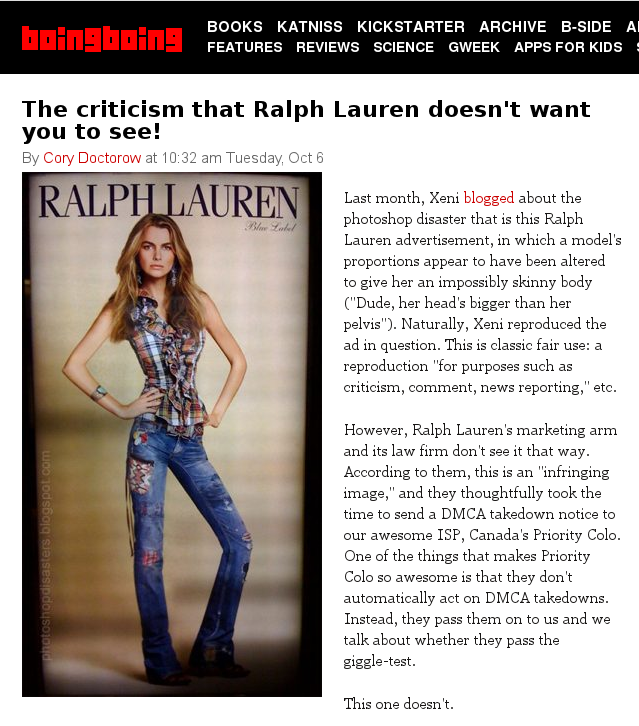 boingboing
BOOKS KATNISS KICKSTARTER ARCHIVE B-SIDE
FEATURES REVIEWS SCIENCE GWEEK APPS FOR KIDS
The criticism that Ralph Lauren doesn't want
you to see!
By Cory Doctorow at 10:32 am Tuesday, Oct 6
RALPH LAUREN
Blue Label
photoshopdisasters.blogspot.com
Last month, Xeni blogged about the
photoshop disaster that is this Ralph
Lauren advertisement, in which a model's
proportions appear to have been altered
to give her an impossibly skinny body
("Dude, her head's bigger than her
pelvis"). Naturally, Xeni reproduced the
ad in question. This is classic fair use: a
reproduction "for purposes such as
criticism, comment, news reporting," etc.
However, Ralph Lauren's marketing arm
and its law firm don't see it that way.
According to them, this is an "infringing
image," and they thoughtfully took the
time to send a DMCA takedown notice to
our awesome ISP, Canada's Priority Colo.
One of the things that makes Priority
Colo so awesome is that they don't
automatically act on DMCA takedowns.
Instead, they pass them on to us and we
talk about whether they pass the
giggle-test.
This one doesn't.